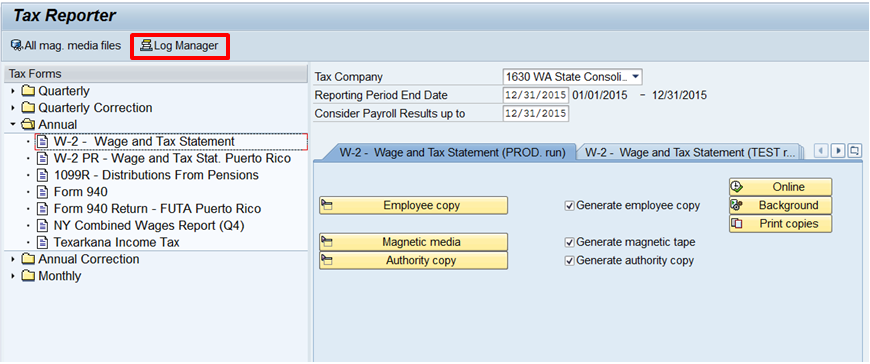 Tax Reporter
All mag. media files Log Manager
Tax Forms
Quarterly
Quarterly Correction
Annual
W-2 - Wage and Tax Statement
W-2 PR - Wage and Tax Stat. Puerto Rico
1099R - Distributions From Pensions
Form 940
Form 940 Return - FUTA Puerto Rico
NY Combined Wages Report (Q4)
Texarkana Income Tax
Annual Correction
Monthly
Tax Company 1630 WA State Consoli..
Reporting Period End Date 12/31/2015 01/01/2015 - 12/31/2015
Consider Payroll Results up to 12/31/2015
W-2 - Wage and Tax Statement (PROD. run) W-2 - Wage and Tax Statement (TEST r...
Employee copy Generate employee copy Online
Background
Print copies
Magnetic media Generate magnetic tape
Authority copy Generate authority copy